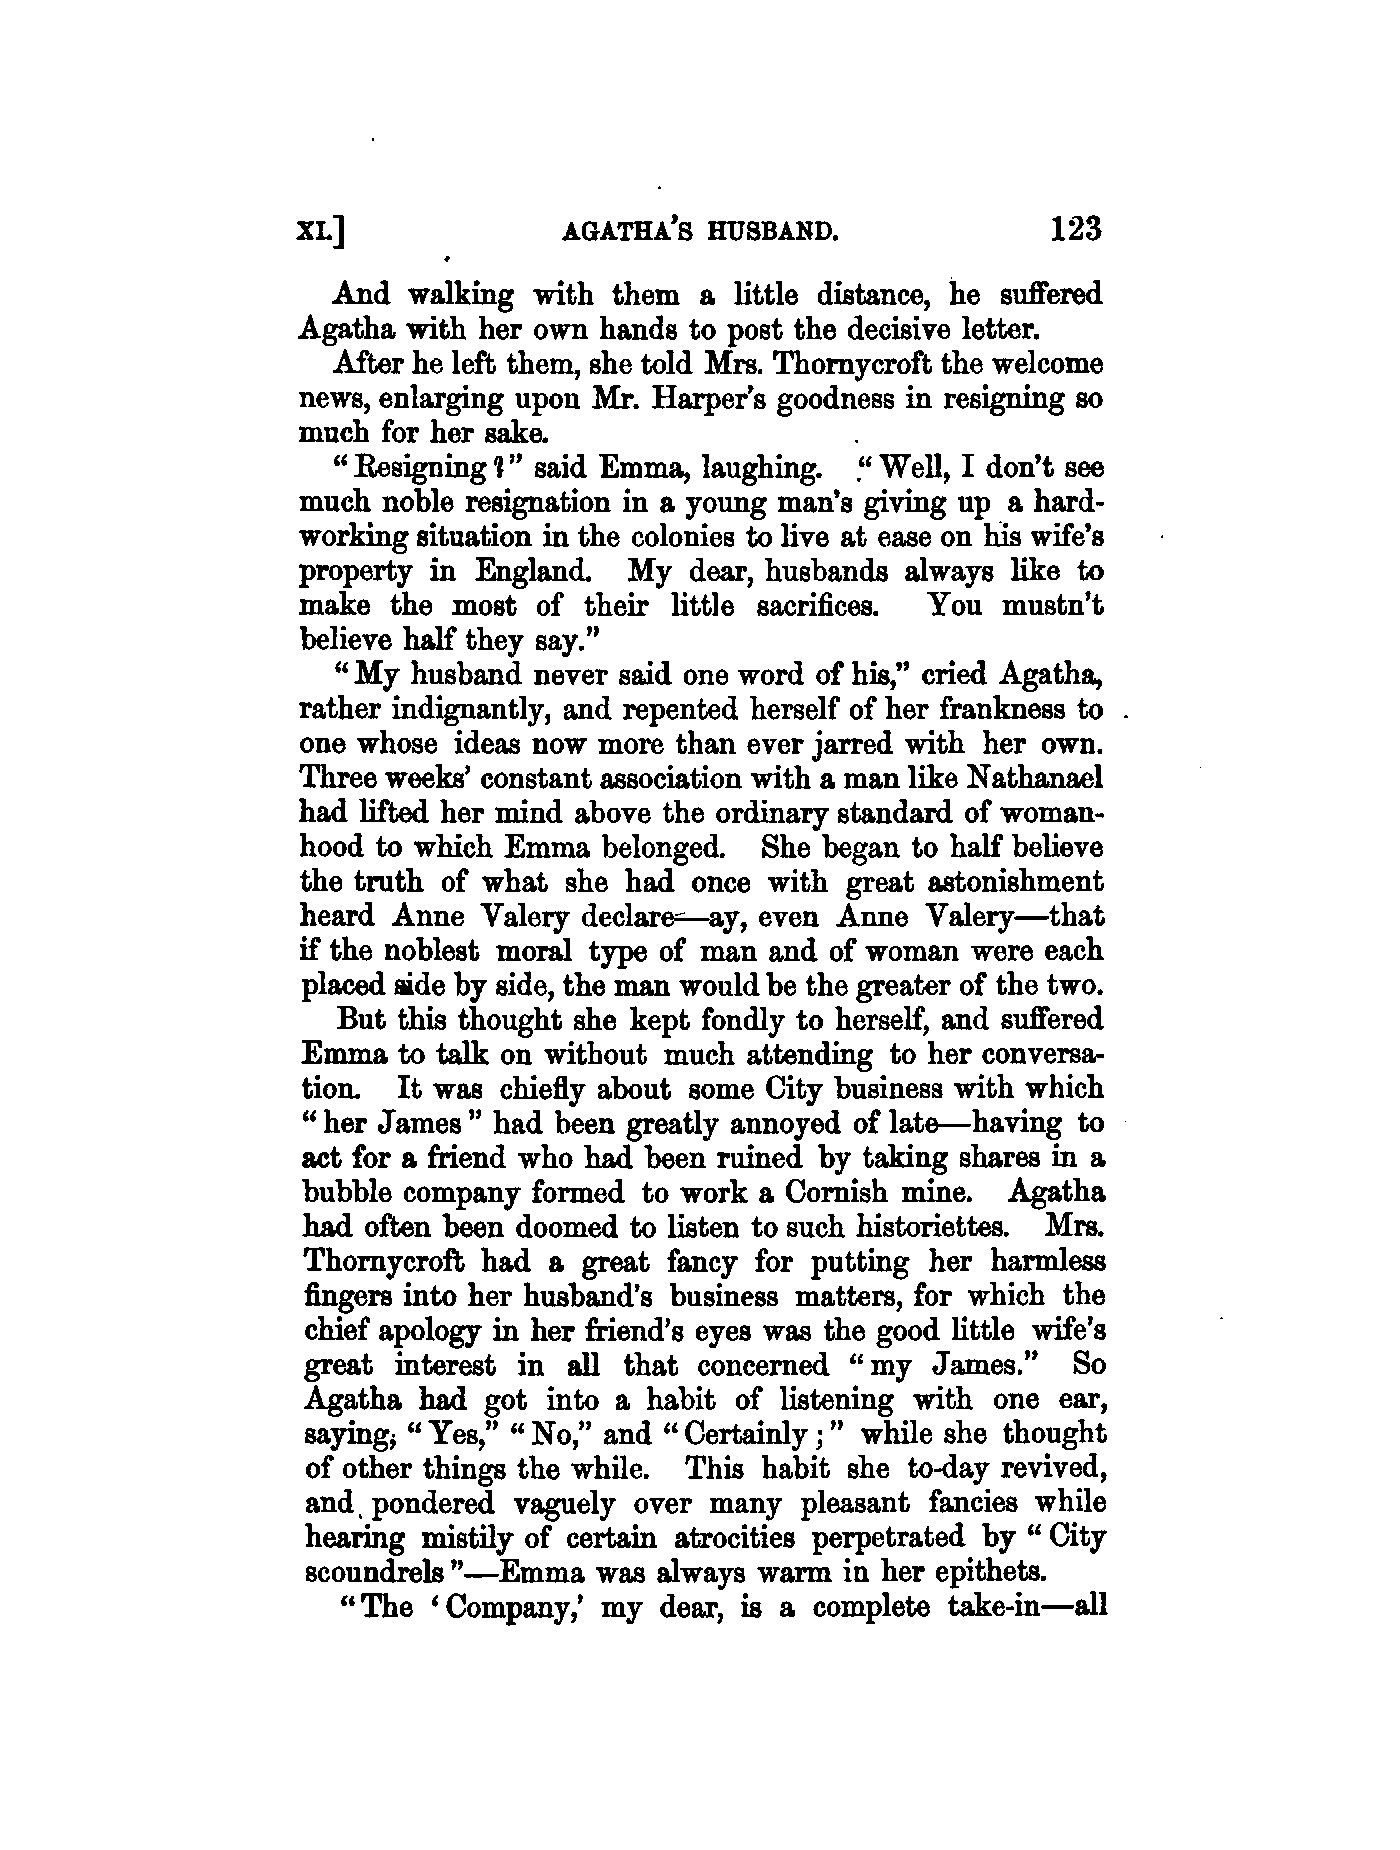 XI.] AGATHA'S HUSBAND. 123
And walking with them a little distance, he suffered
Agatha with her own hands to post the decisive letter.
After he left them, she told Mrs. Thornycroft the welcome
news, enlarging upon Mr. Harper's goodness in resigning so
much for her sake.
"Resigning?" said Emma, laughing. "Well, I don't see
much noble resignation in a young man's giving up a hard-
working situation in the colonies to live at ease on his wife's
property in England. My dear, husbands always like to
make the most of their little sacrifices. You mustn't
believe half they say."
"My husband never said one word of his," cried Agatha,
rather indignantly, and repented herself of her frankness to
one whose ideas now more than ever jarred with her own.
Three weeks' constant association with a man like Nathanael
had lifted her mind above the ordinary standard of woman-
hood to which Emma belonged. She began to half believe
the truth of what she had once with great astonishment
heard Anne Valery declare—ay, even Anne Valery—that
if the noblest moral type of man and of woman were each
placed side by side, the man would be the greater of the two.
But this thought she kept fondly to herself, and suffered
Emma to talk on without much attending to her conversa-
tion. It was chiefly about some City business with which
"her James" had been greatly annoyed of late—having to
act for a friend who had been ruined by taking shares in a
bubble company formed to work a Cornish mine. Agatha
had often been doomed to listen to such historiettes. Mrs.
Thornycroft had a great fancy for putting her harmless
fingers into her husband's business matters, for which the
chief apology in her friend's eyes was the good little wife's
great interest in all that concerned "my James." So
Agatha had got into a habit of listening with one ear,
saying, "Yes," "No," and "Certainly;" while she thought
of other things the while. This habit she to-day revived,
and pondered vaguely over many pleasant fancies while
hearing mistily of certain atrocities perpetrated by "City
scoundrels"—Emma was always warm in her epithets.
"The 'Company,' my dear, is a complete take-in—all